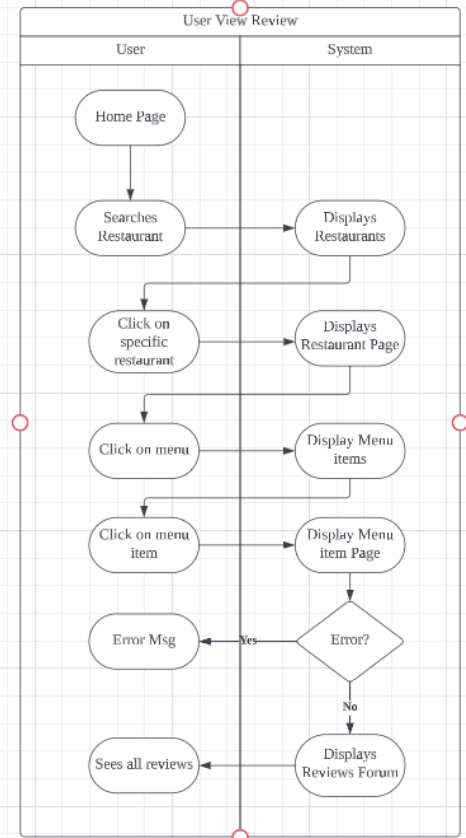 User View Review
User
System
Home Page
Searches
Restaurant
Displays
Restaurants
Click on
specific
restaurant
Displays
Restaurant Page
Click on menu
Display Menu
items
Click on menu
item
Display Menu
item Page
Error Msg
Yes
Error?
No
Sees all reviews
Displays
Reviews Forum